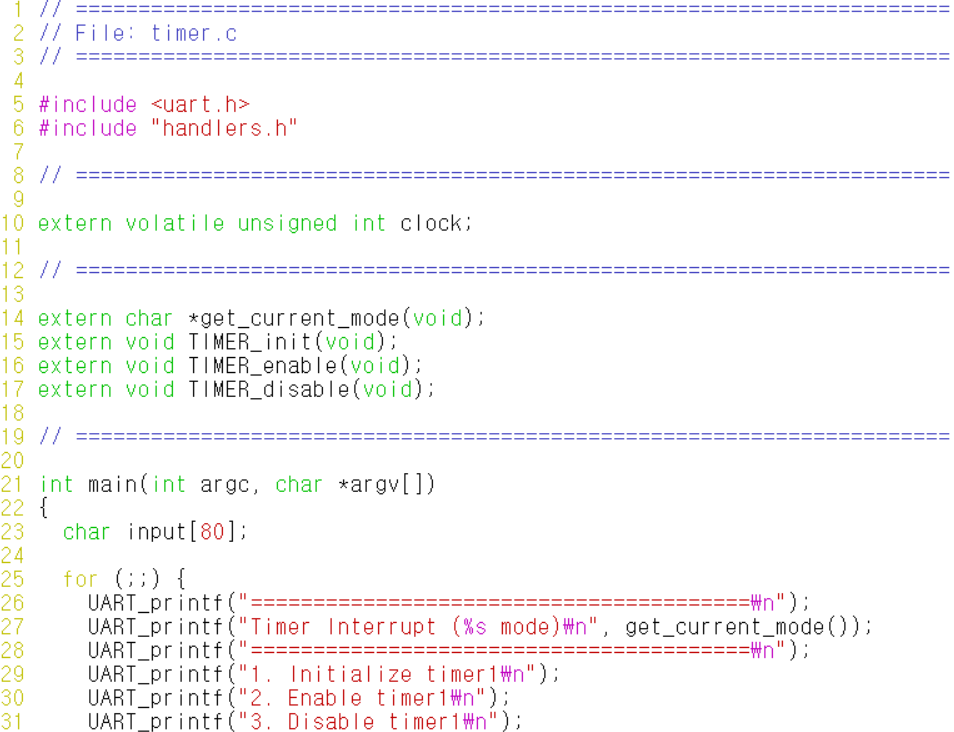 1 // ======================================================================
2 // File: timer.c
3 // ======================================================================
4
5 #include <uart.h>
6 #include "handlers.h"
7
8 // ======================================================================
9
10 extern volatile unsigned int clock;
11
12 // ======================================================================
13
14 extern char *get_current_mode(void);
15 extern void TIMER_init(void);
16 extern void TIMER_enable(void);
17 extern void TIMER_disable(void);
18
19 // ======================================================================
20
21 int main(int argc, char *argv[])
22 {
23   char input[80];
24
25   for (;;) {
26     UART_printf("========================================₩n");
27     UART_printf("Timer Interrupt (%s mode)₩n", get_current_mode());
28     UART_printf("========================================₩n");
29     UART_printf("1. Initialize timer1₩n");
30     UART_printf("2. Enable timer1₩n");
31     UART_printf("3. Disable timer1₩n");